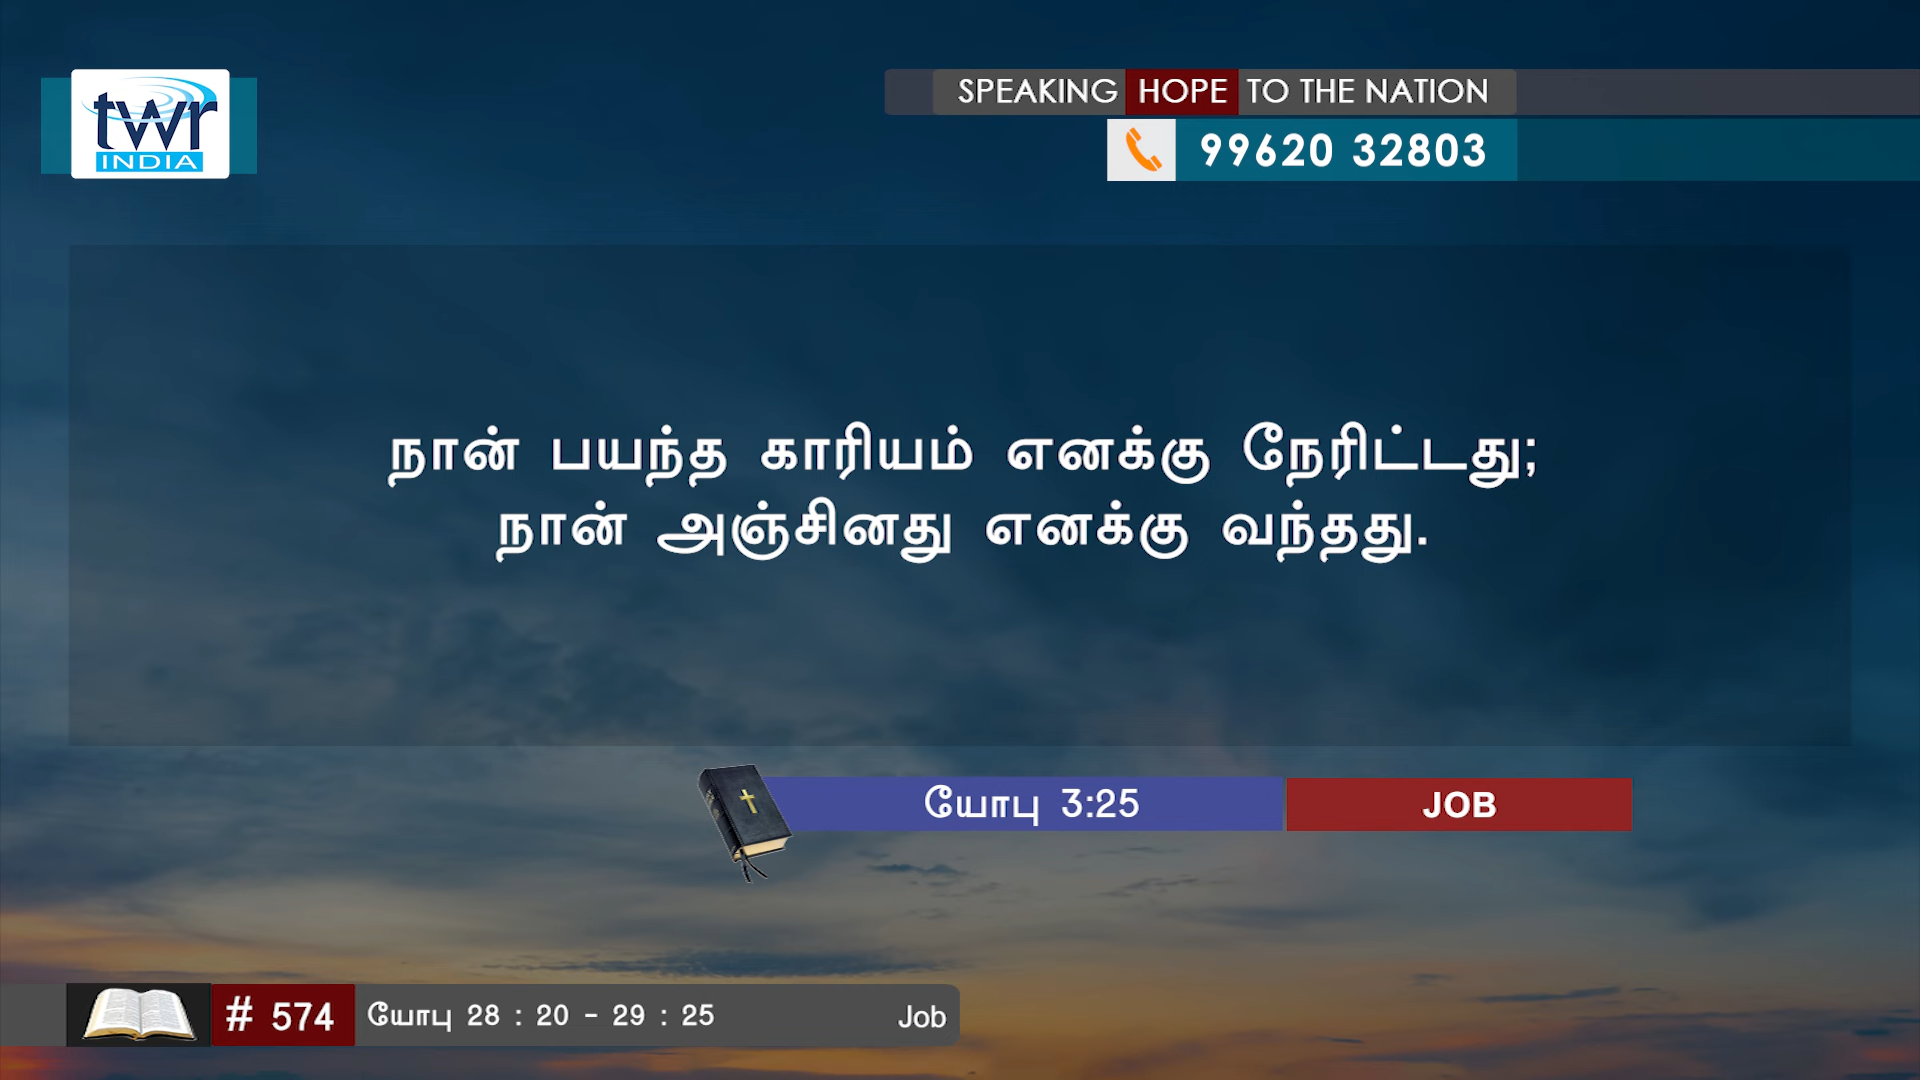 twr
INDIA
SPEAKING HOPE TO THE NATION
99620 32803
நான் பயந்த காரியம் எனக்கு நேரிட்டது;
நான் அஞ்சினது எனக்கு வந்தது.
யோபு 3:25
JOB
# 574
யோபு 28 : 20 - 29 : 25
Job